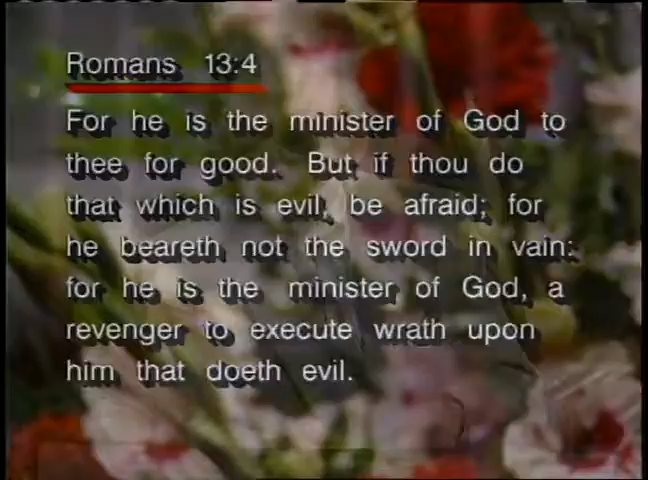 Romans 13:4
For he is the minister of God to
thee for good. But if thou do
that which is evil, be afraid; for
he beareth not the sword in vain:
for he is the minister of God, a
revenger to execute wrath upon
him that doeth evil.